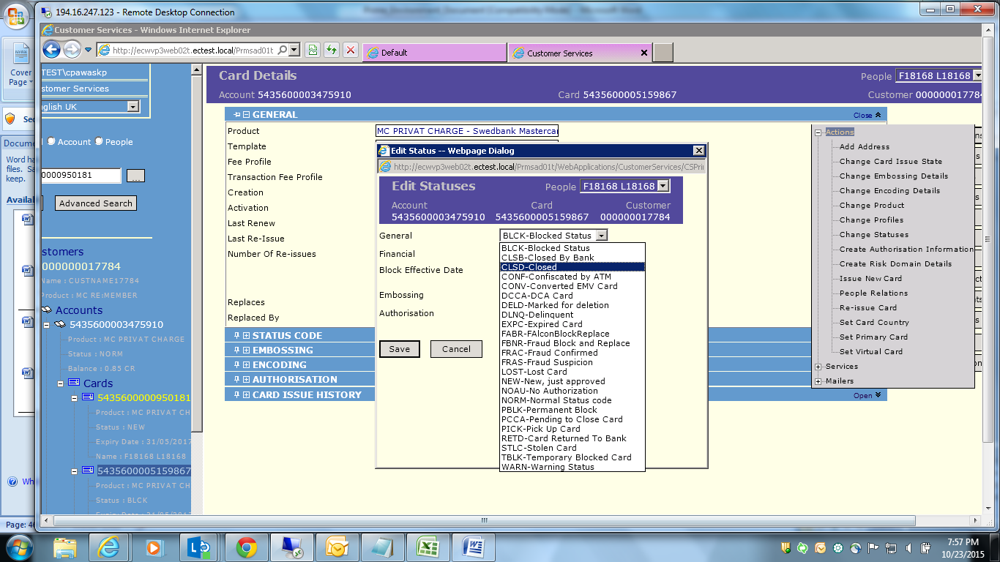 194.16.247.123 - Remote Desktop Connection
Customer Services - Windows Internet Explorer
http://ecwvp3web02t.ectest.local/Prmsad01t
Default
Customer Services
Cover
Page
Sec
Docume
Word ha
files. Sa
keep.
Availal
TEST\cpawaskp
stomer Services
glish UK
Account
People
0000950181
...
Advanced Search
stomers
000000017784
Name : CUSTNAME17784
Product : MC RE:MEMBER
Accounts
5435600003475910
Product : MC PRIVAT CHARGE
Status : NORM
Balance : 0.85 CR
Cards
5435600000950181
Product : MC PRIVAT CH
Status : NEW
Expiry Date : 31/05/2017
Name : F18168 L18168
5435600005159867
Product : MC PRIVAT CH
Status : BLCK
Card Details
People F18168 L18168
Account 5435600003475910
Card 5435600005159867
Customer 00000001778
GENERAL
Close
Product
MC PRIVAT CHARGE - Swedbank Masterca
Template
Fee Profile
Transaction Fee Profile
Creation
Activation
Last Renew
Last Re-Issue
Number Of Re-issues
Replaces
Replaced By
STATUS CODE
EMBOSSING
ENCODING
AUTHORISATION
CARD ISSUE HISTORY
Open
Edit Status -- Webpage Dialog
http://ecwvp3web02t.ectest.local/Prmsad01t/WebApplications/CustomerServices/CSPri
Edit Statuses
People F18168 L18168
Account Card Customer
5435600003475910 5435600005159867 000000017784
General
BLCK-Blocked Status
Financial
Block Effective Date
Embossing
Authorisation
Save
Cancel
BLCK-Blocked Status
CLSB-Closed By Bank
CLSD-Closed
CONF-Confiscated by ATM
CONV-Converted EMV Card
DCCA-DCA Card
DELD-Marked for deletion
DLNQ-Delinquent
EXPC-Expired Card
FABR-FAlconBlockReplace
FBNR-Fraud Block and Replace
FRAC-Fraud Confirmed
FRAS-Fraud Suspicion
LOST-Lost Card
NEW-New, just approved
NOAU-No Authorization
NORM-Normal Status code
PBLK-Permanent Block
PCCA-Pending to Close Card
PICK-Pick Up Card
RETD-Card Returned To Bank
STLC-Stolen Card
TBLK-Temporary Blocked Card
WARN-Warning Status
Actions
Add Address
Change Card Issue State
Change Embossing Details
Change Encoding Details
Change Product
Change Profiles
Change Statuses
Create Authorisation Information
Create Risk Domain Details
Issue New Card
People Relations
Re-issue Card
Set Card Country
Set Primary Card
Set Virtual Card
Services
Mailers
Wh
Page: 4
7:57 PM
10/23/2015